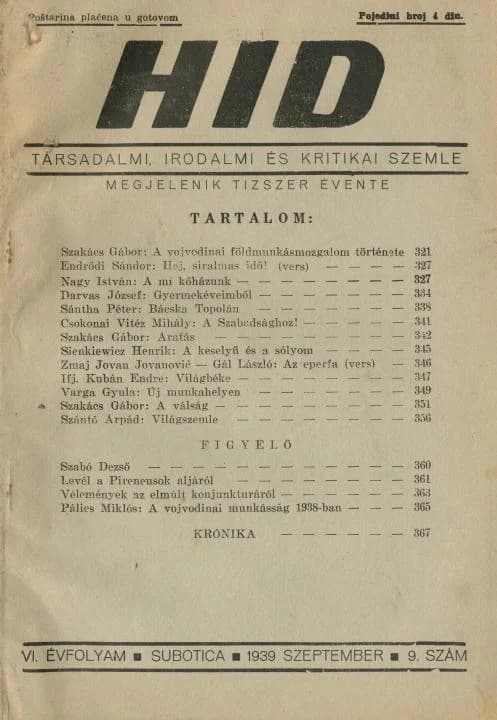 Poštarina plaćena u gotovom
Pojedini broj 4 din.
HID
TÁRSADALMI, IRODALMI ÉS KRITIKAI SZEMLE
MEGJELENIK TIZSZER ÉVENTE
TARTALOM:
Szakács Gábor: A vojvodinai földmunkásmozgalom története 321
Endrődi Sándor: Hej, siralmas idő! (vers) — — — — 327
Nagy István: A mi kőházunk — — — — — — — 327
Darvas József: Gyermekéveimből — — — — — — 334
Sántha Péter: Bácska Topolán — — — — — — 338
Csokonai Vitéz Mihály: A Szabadsághoz! — — — — 341
Szakács Gábor: Aratás — — — — — — — — 342
Sienkiewicz Henrik: A keselyű és a sólyom — — — — 345
Zmaj Jovan Jovanović — Gál László: Az eperfa (vers) — 346
Ifj. Kubán Endre: Világbéke — — — — — — — 347
Varga Gyula: Új munkahelyen — — — — — — — 349
Szakács Gábor: A válság — — — — — — — — 351
Szántó Árpád: Világszemle — — — — — — — 356
FIGYELŐ
Szabó Dezső — — — — — — — — — — 360
Levél a Pireneusok aljáról — — — — — — — — 361
Vélemények az elmúlt konjunkturáról — — — — — 363
Pálics Miklós: A vojvodinai munkásság 1938-ban — — — 365
KRÓNIKA — — — — — 367
VI. ÉVFOLYAM ■ SUBOTICA ■ 1939 SZEPTEMBER ■ 9. SZÁM